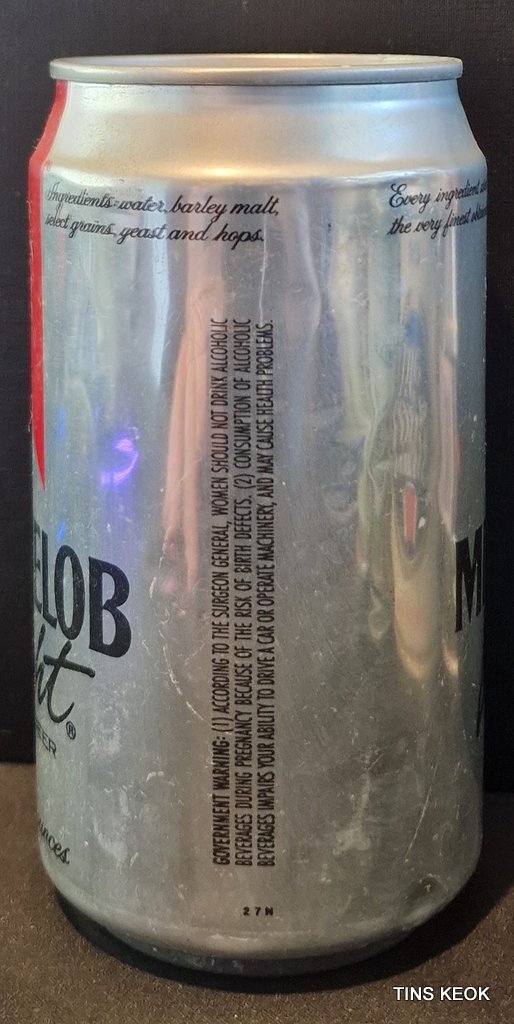 Ingredients: water, barley malt,
select grains, yeast and hops.
Every ingredient
the very finest
GOVERNMENT WARNING: (1) ACCORDING TO THE SURGEON GENERAL, WOMEN SHOULD NOT DRINK ALCOHOLIC
BEVERAGES DURING PREGNANCY BECAUSE OF THE RISK OF BIRTH DEFECTS. (2) CONSUMPTION OF ALCOHOLIC
BEVERAGES IMPAIRS YOUR ABILITY TO DRIVE A CAR OR OPERATE MACHINERY, AND MAY CAUSE HEALTH PROBLEMS.
ELOB
ht®
ER
unces.
M
27N
TINS KEOK